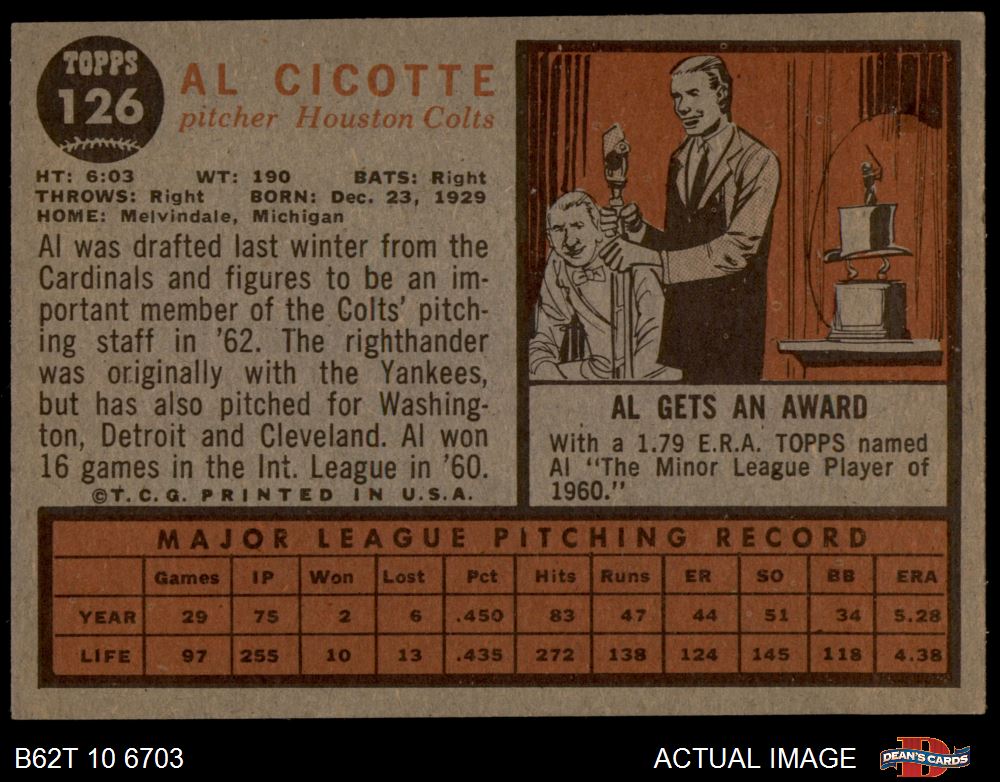 TOPPS
126
AL CICOTTE
pitcher Houston Colts
HT: 6:03 WT: 190 BATS: Right
THROWS: Right BORN: Dec. 23, 1929
HOME: Melvindale, Michigan
Al was drafted last winter from the
Cardinals and figures to be an im-
portant member of the Colts' pitch-
ing staff in '62. The righthander
was originally with the Yankees,
but has also pitched for Washing-
ton, Detroit and Cleveland. Al won
16 games in the Int. League in '60.
©T.C.G. PRINTED IN U.S.A.
AL GETS AN AWARD
With a 1.79 E.R.A. TOPPS named
Al "The Minor League Player of
1960."
MAJOR LEAGUE PITCHING RECORD
Games IP Won Lost Pct Hits Runs ER SO BB ERA
YEAR 29 75 2 6 .450 83 47 44 51 34 5.28
LIFE 97 255 10 13 .435 272 138 124 145 118 4.38
B62T 10 6703
ACTUAL IMAGE
DEAN'S CARDS